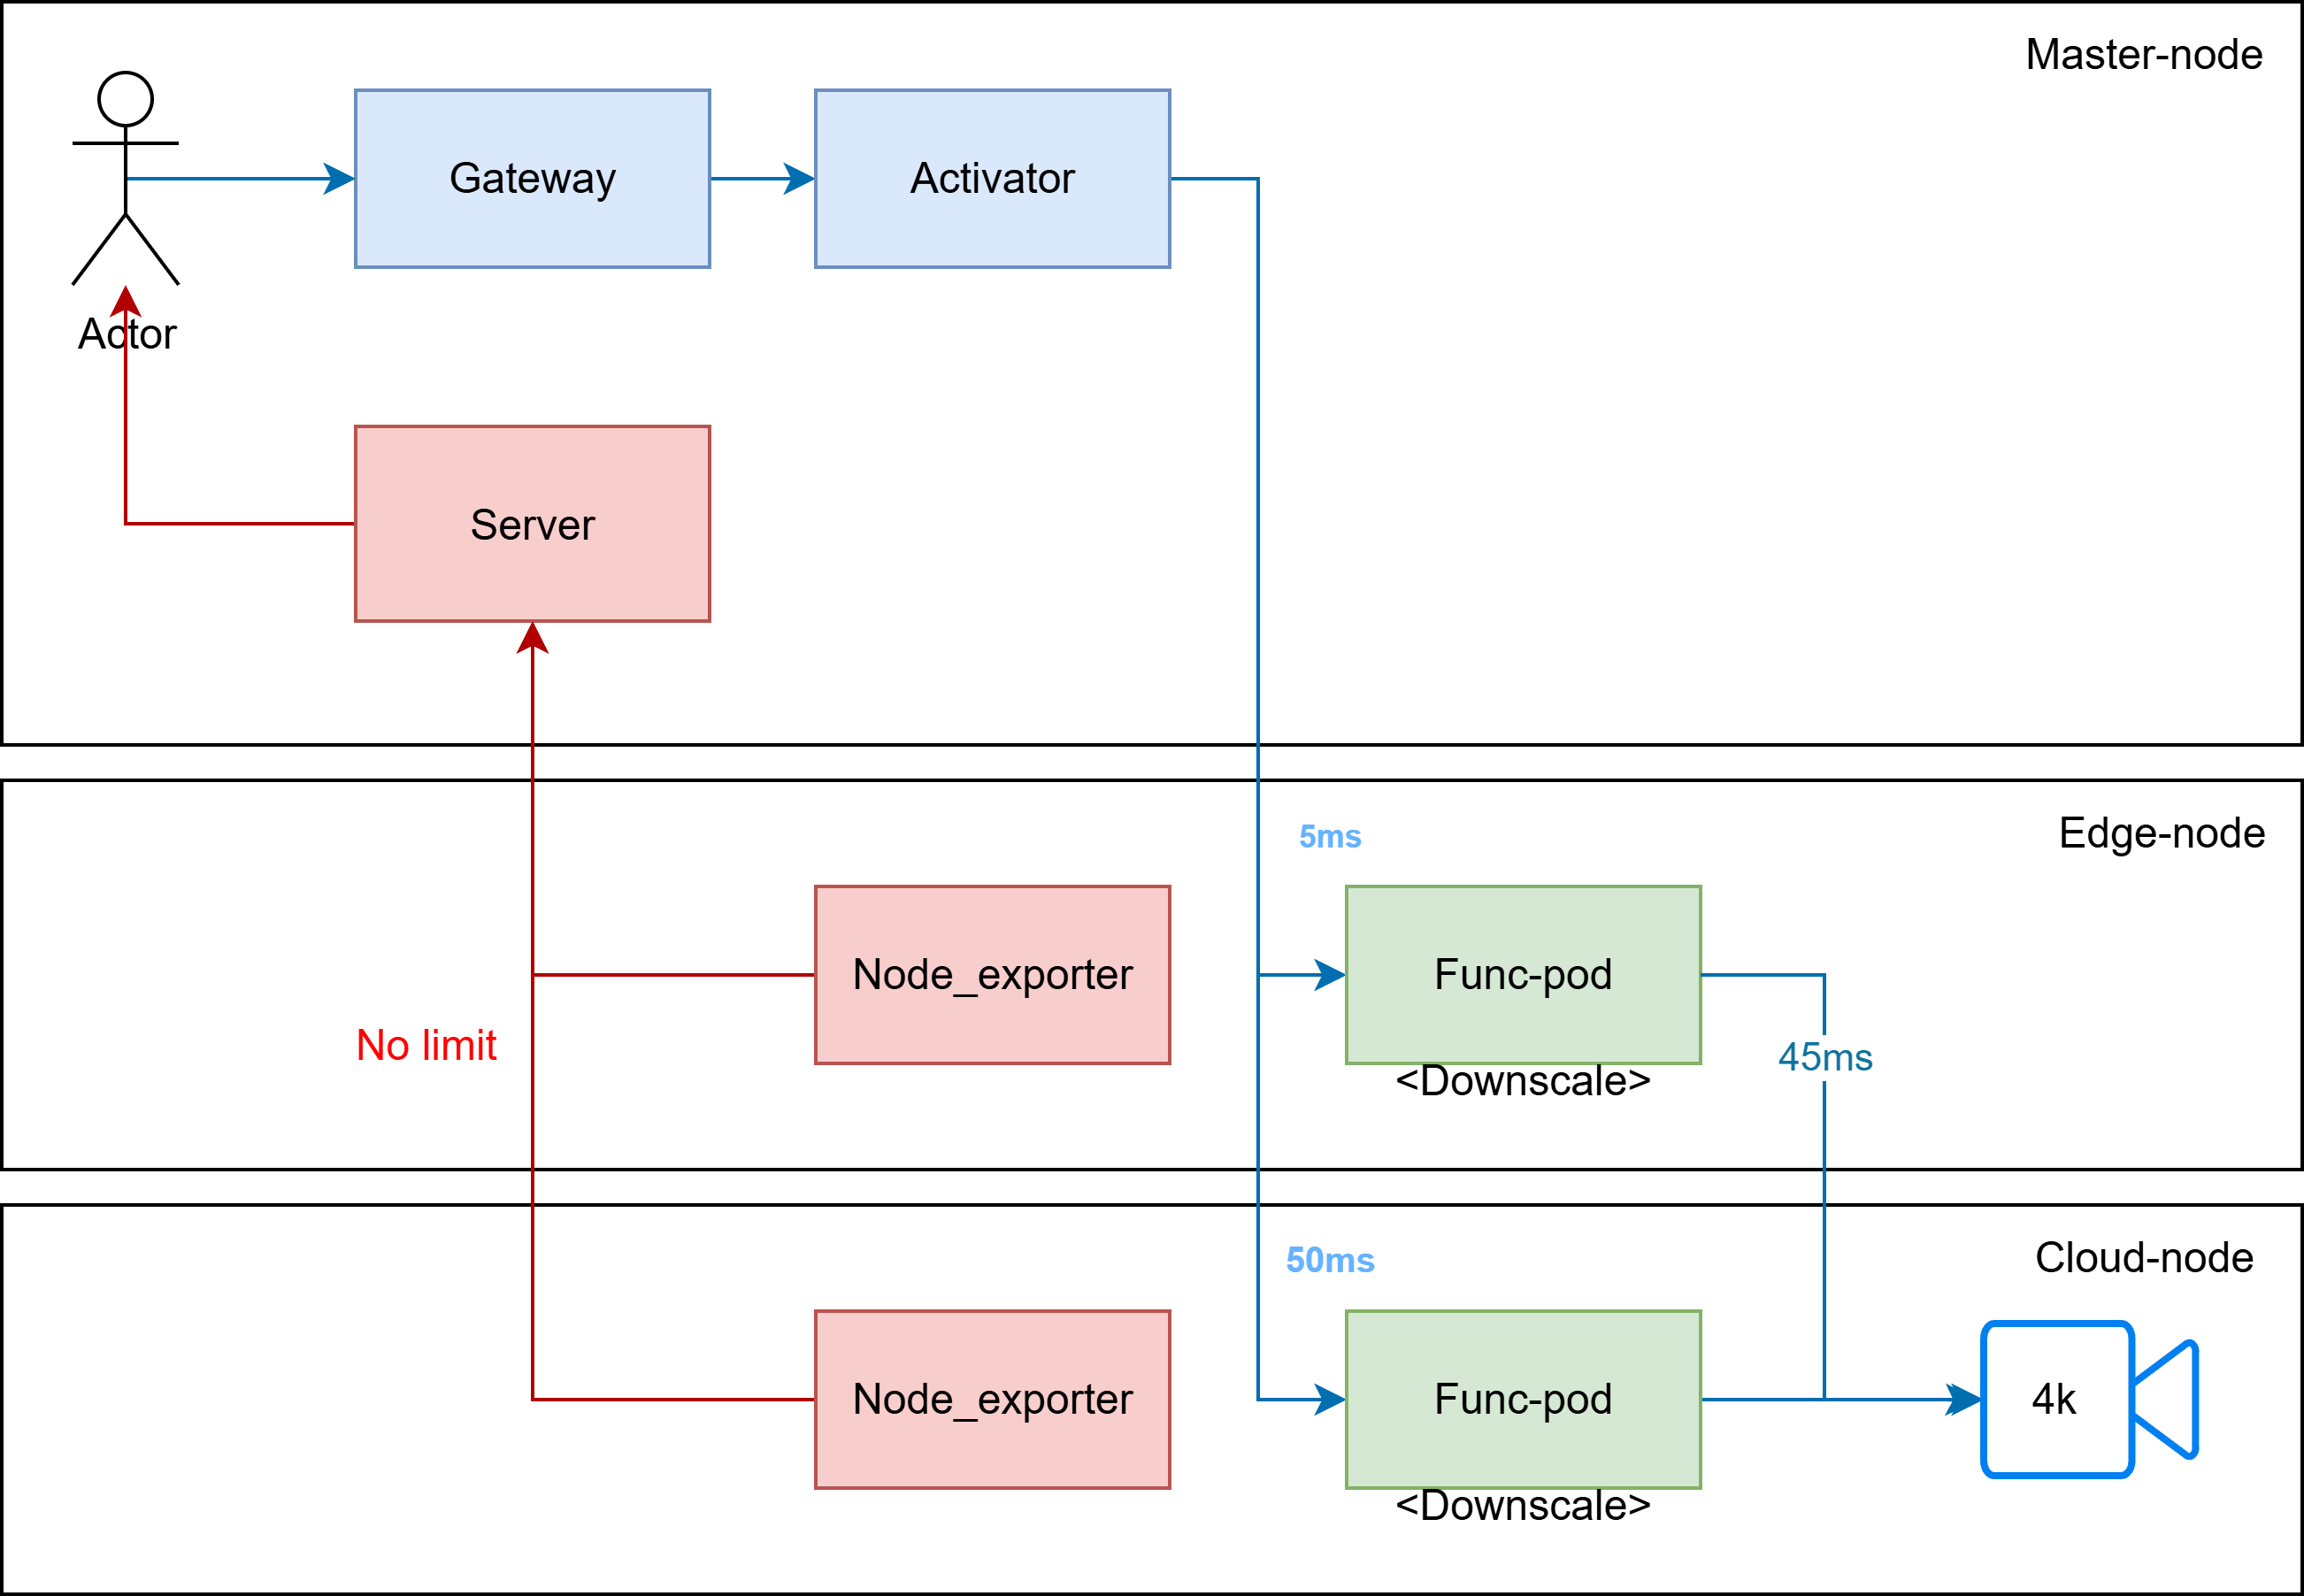 Master-node
Gateway
Activator
Actor
Server
Edge-node
5ms
Node_exporter
Func-pod
No limit
45ms
<Downscale>
Cloud-node
50ms
Node_exporter
Func-pod
4k
<Downscale>